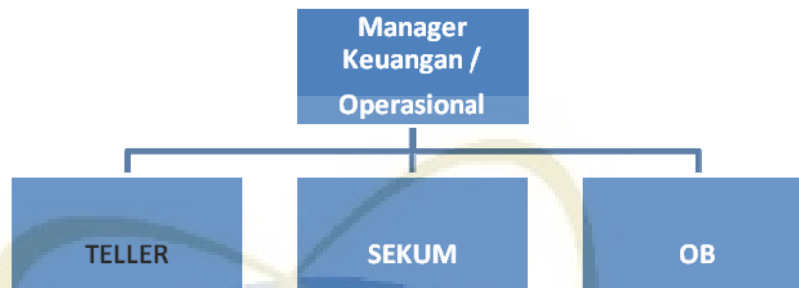 Manager
Keuangan /
Operasional
TELLER
SEKUM
OB